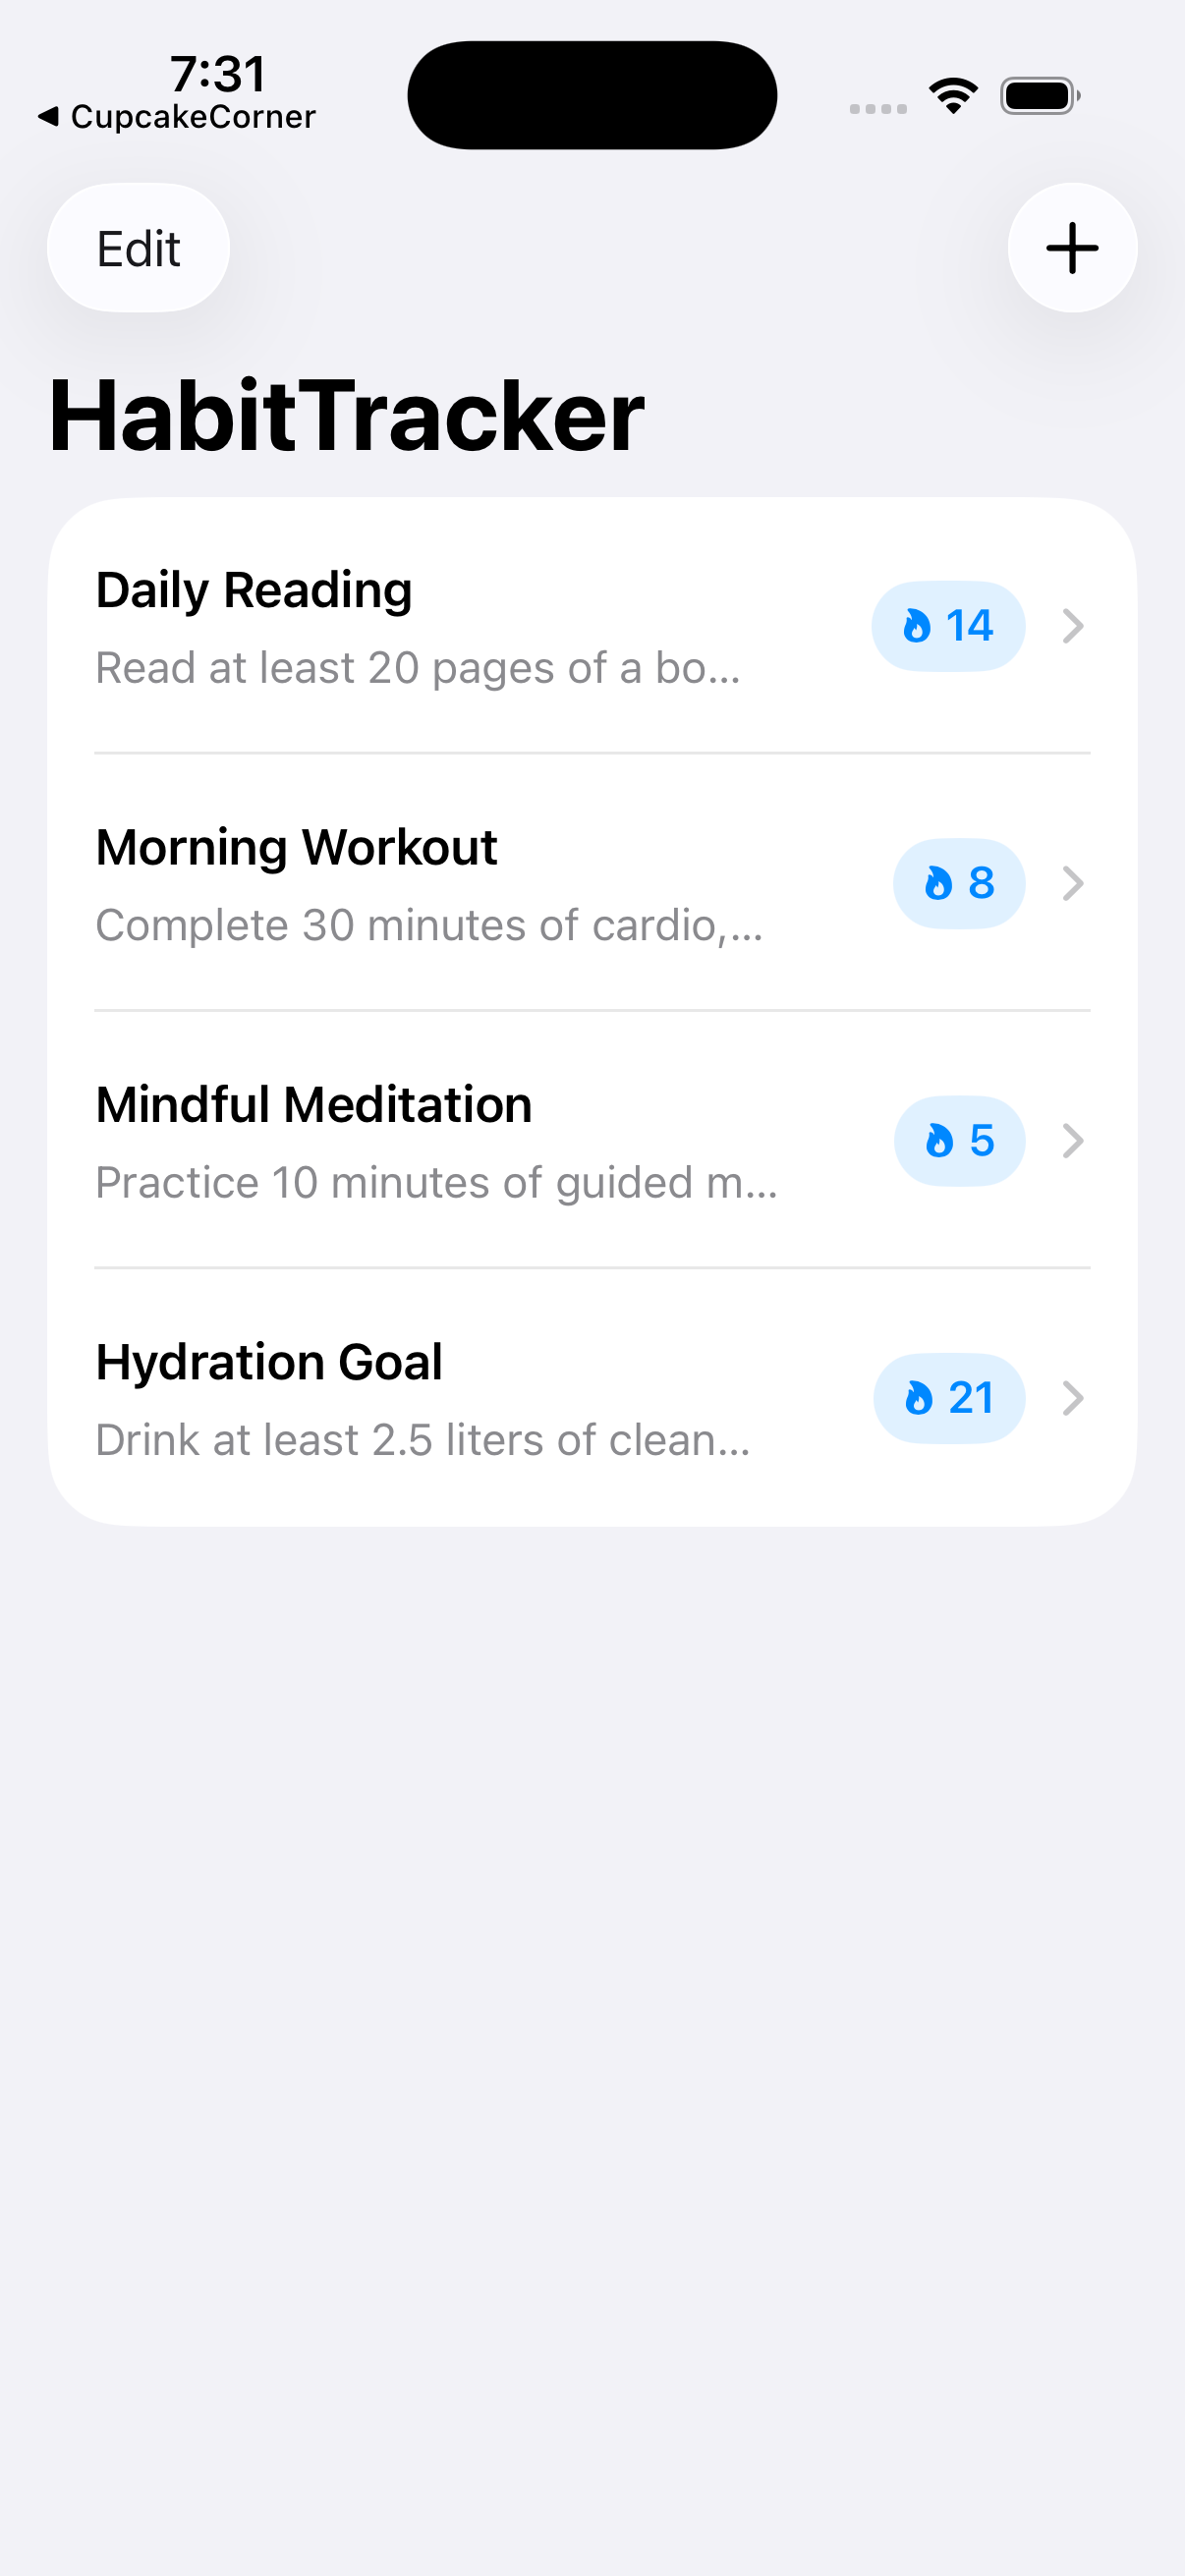 7:31
◀ CupcakeCorner
Edit
HabitTracker
Daily Reading
14
Read at least 20 pages of a bo...
Morning Workout
8
Complete 30 minutes of cardio,...
Mindful Meditation
5
Practice 10 minutes of guided m...
Hydration Goal
21
Drink at least 2.5 liters of clean...